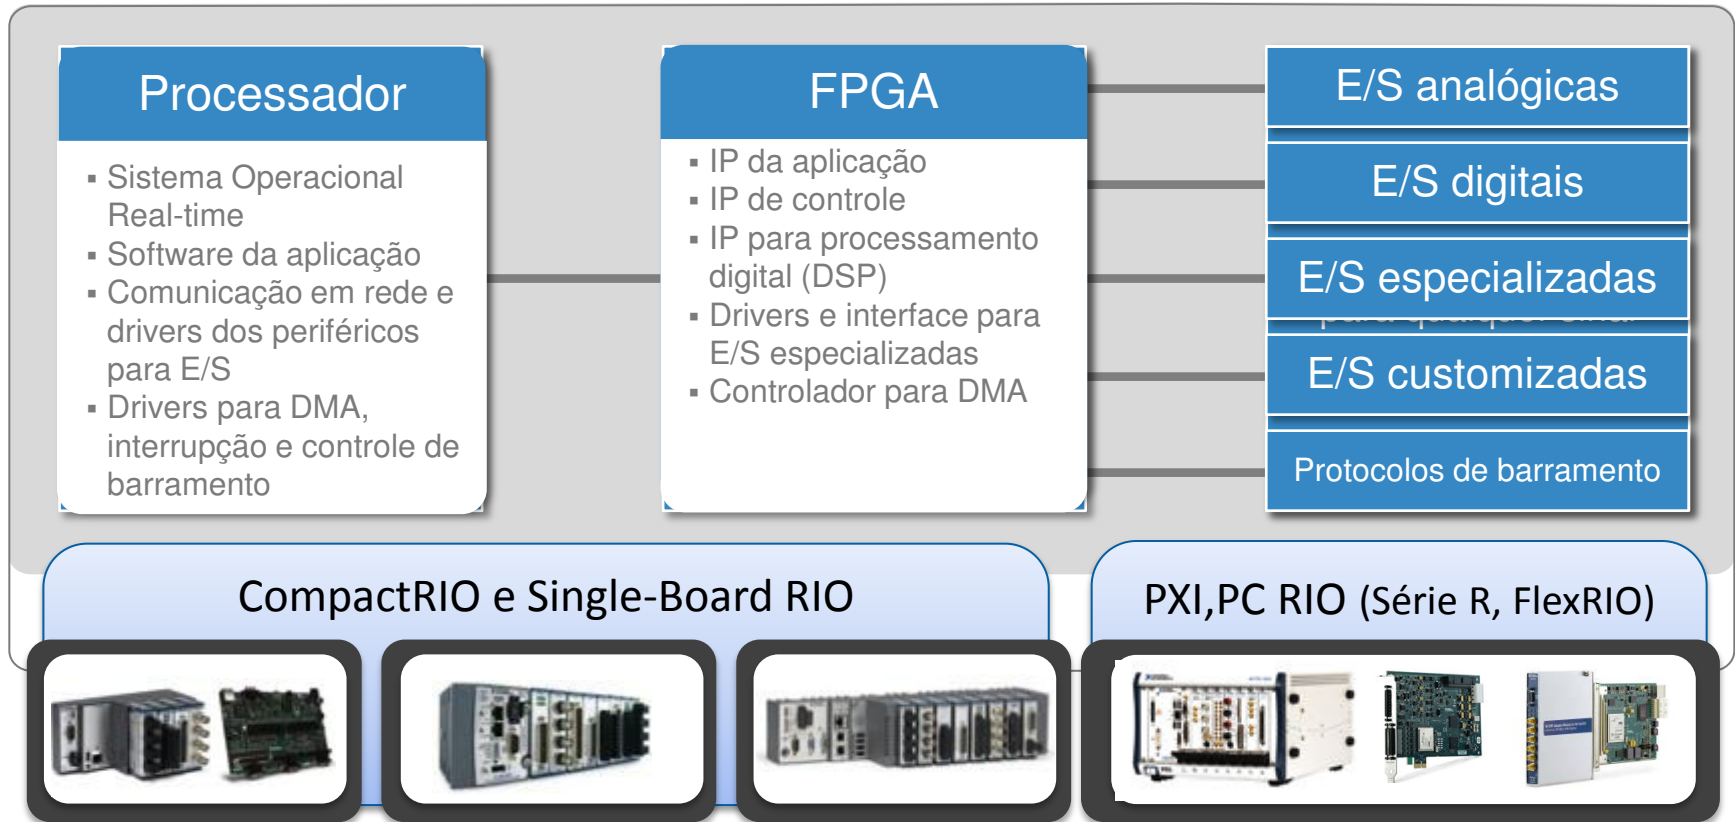 Processador
▪ Sistema Operacional
Real-time
▪ Software da aplicação
▪ Comunicação em rede e
drivers dos periféricos
para E/S
▪ Drivers para DMA,
interrupção e controle de
barramento
FPGA
▪ IP da aplicação
▪ IP de controle
▪ IP para processamento
digital (DSP)
▪ Drivers e interface para
E/S especializadas
▪ Controlador para DMA
E/S analógicas
E/S digitais
E/S especializadas
E/S customizadas
Protocolos de barramento
CompactRIO e Single-Board RIO
PXI,PC RIO (Série R, FlexRIO)